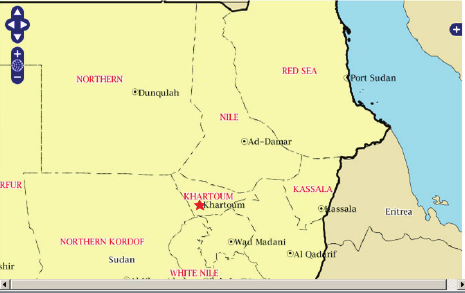 RED SEA
NORTHERN
Port Sudan
Dunqulah
NILE
Ad-Damar
RFUR
KASSALA
KHARTOUM
Khartoum
Kassala
Eritrea
NORTHERN KORDOF
Wad Madani
Sudan
Al Qadarif
shir
WHITE NILE